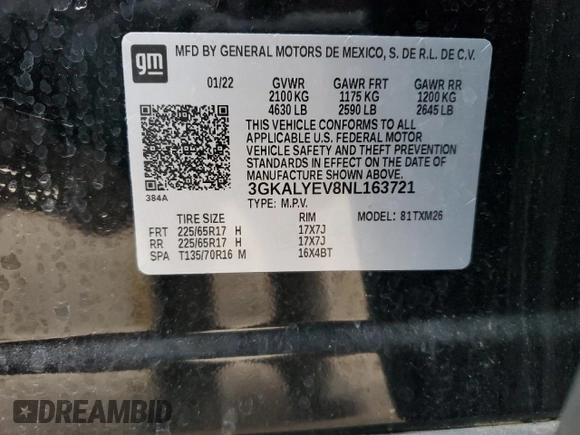 gm
MFD BY GENERAL MOTORS DE MEXICO, S. DE R.L. DE C.V.
01/22 GVWR GAWR FRT GAWR RR
2100 KG 1175 KG 1200 KG
4630 LB 2590 LB 2645 LB
THIS VEHICLE CONFORMS TO ALL
APPLICABLE U.S. FEDERAL MOTOR
VEHICLE SAFETY AND THEFT PREVENTION
STANDARDS IN EFFECT ON THE DATE OF
MANUFACTURE SHOWN ABOVE.
384A
3GKALYEV8NL163721
TYPE: M.P.V. MODEL: 81TXM26
TIRE SIZE RIM
FRT 225/65R17 H 17X7J
RR 225/65R17 H 17X7J
SPA T135/70R16 M 16X4BT
DREAMBID